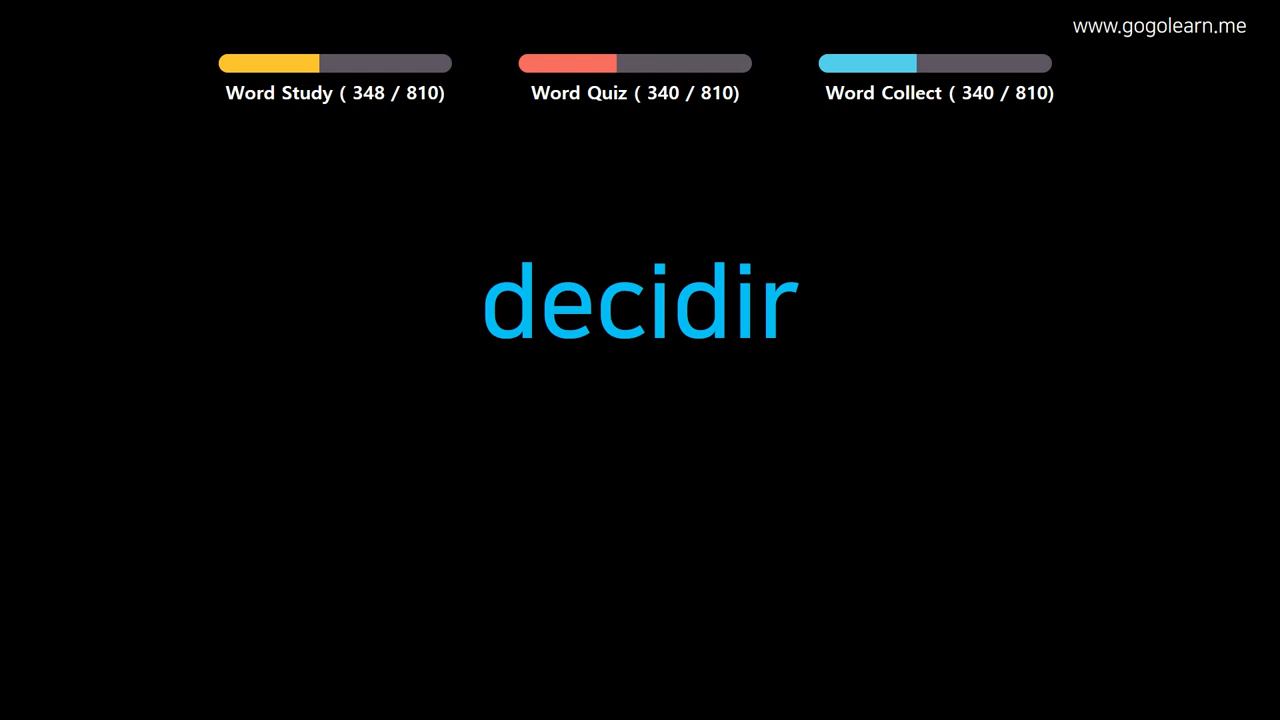 www.gogolearn.me
Word Study ( 348 / 810)
Word Quiz ( 340 / 810)
Word Collect ( 340 / 810)
decidir